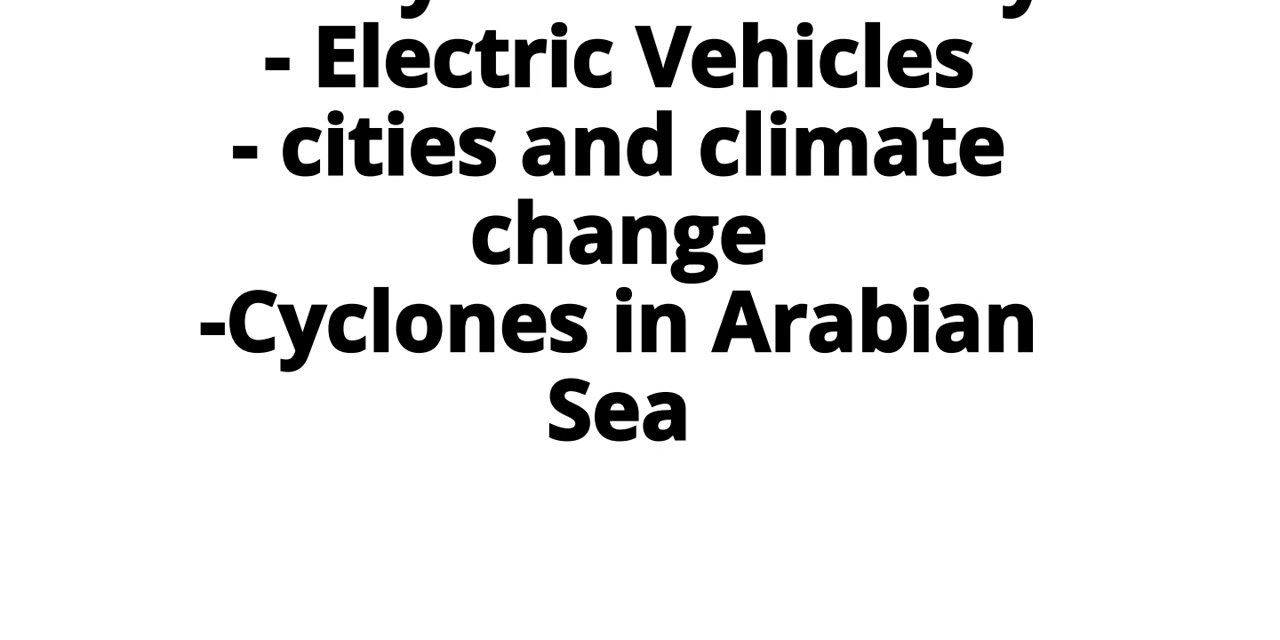 - Electric Vehicles
- cities and climate
change
-Cyclones in Arabian
Sea